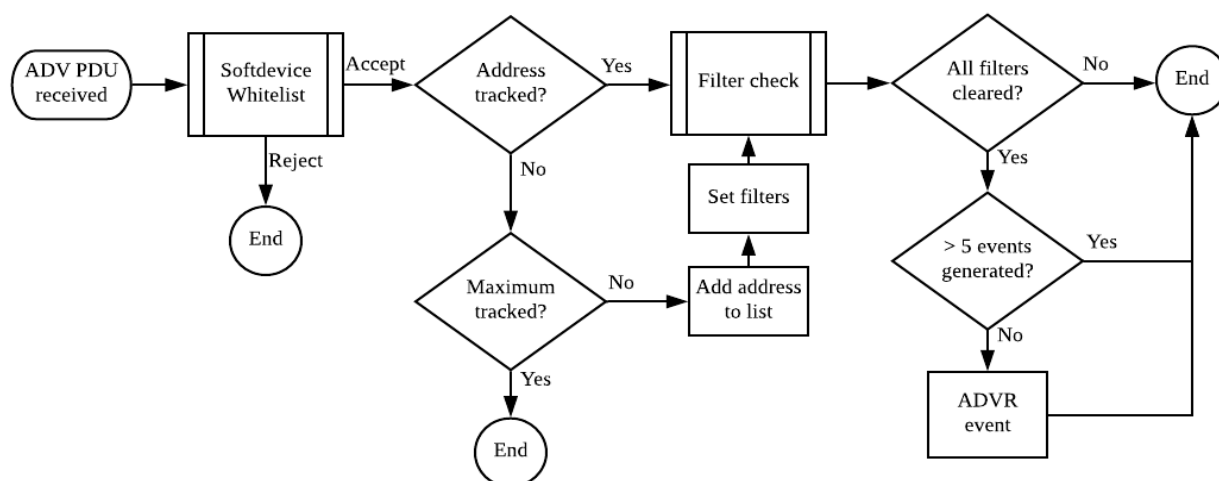 ADV PDU
received
Softdevice
Whitelist
Accept
Reject
End
Address
tracked?
Yes
No
Maximum
tracked?
No
Yes
End
Add address
to list
Set filters
Filter check
All filters
cleared?
No
End
Yes
> 5 events
generated?
Yes
No
ADVR
event